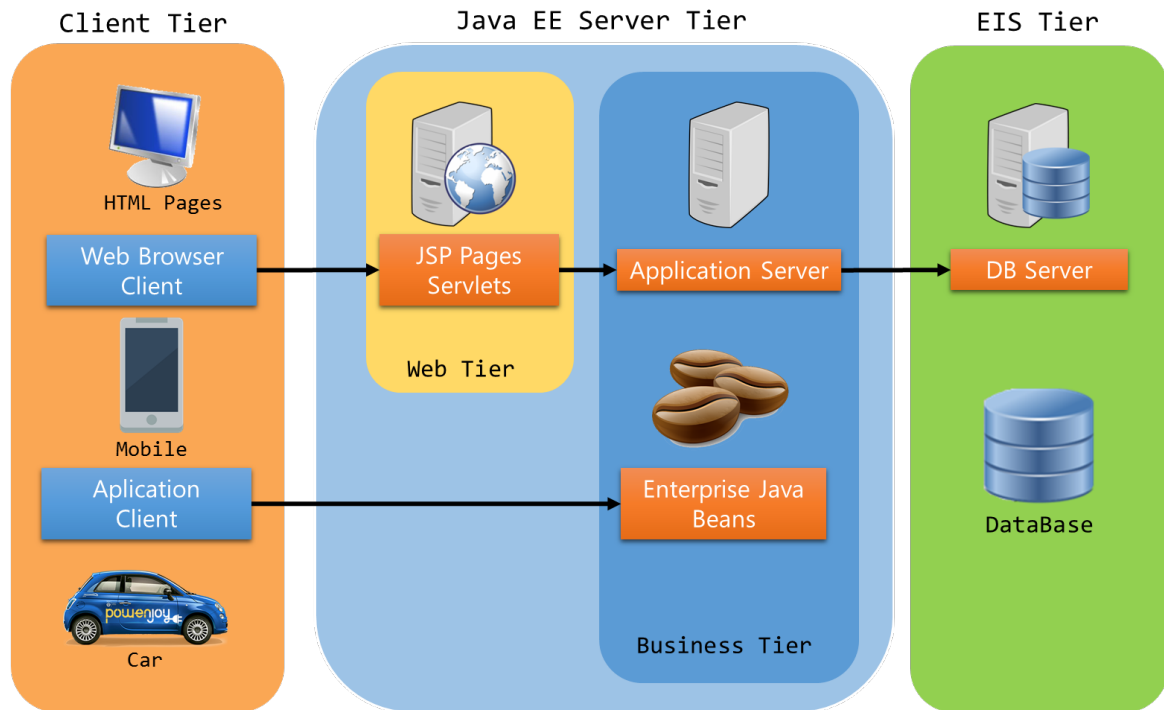 Client Tier
Java EE Server Tier
EIS Tier
HTML Pages
Web Browser
Client
JSP Pages
Servlets
Application Server
DB Server
Web Tier
Mobile
Aplication
Client
Enterprise Java
Beans
DataBase
powenjoy
Car
Business Tier